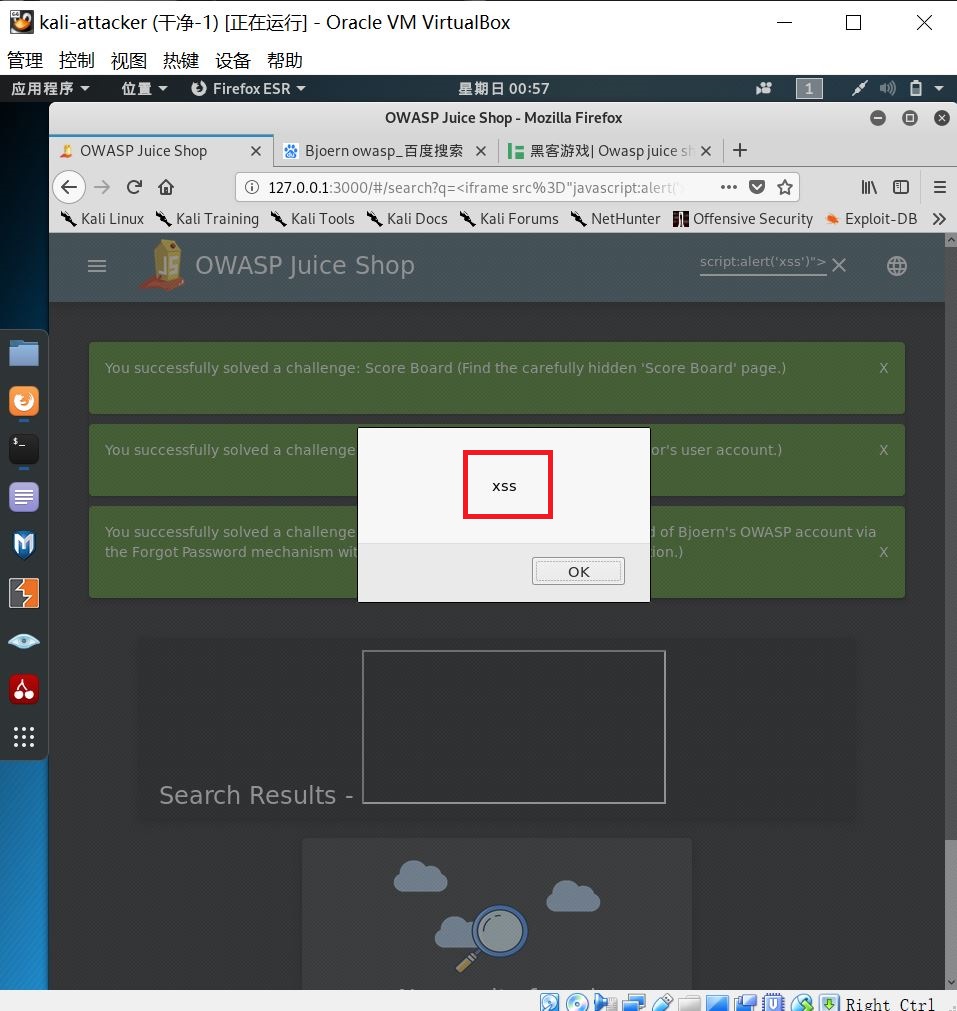 kali-attacker (干净-1) [正在运行] - Oracle VM VirtualBox
管理 控制 视图 热键 设备 帮助
应用程序 位置 Firefox ESR 星期日 00:57 1
OWASP Juice Shop - Mozilla Firefox
OWASP Juice Shop Bjoern owasp_百度搜索 黑客游戏| Owasp juice sh
127.0.0.1:3000/#/search?q=<iframe src%3D"javascript:alert('x
Kali Linux Kali Training Kali Tools Kali Docs Kali Forums NetHunter Offensive Security Exploit-DB
JS OWASP Juice Shop script:alert('xss')">
You successfully solved a challenge: Score Board (Find the carefully hidden 'Score Board' page.) X
You successfully solved a challenge or's user account.) X
xss
You successfully solved a challenge d of Bjoern's OWASP account via
the Forgot Password mechanism wit ion.) X
OK
Search Results -
Right Ctrl